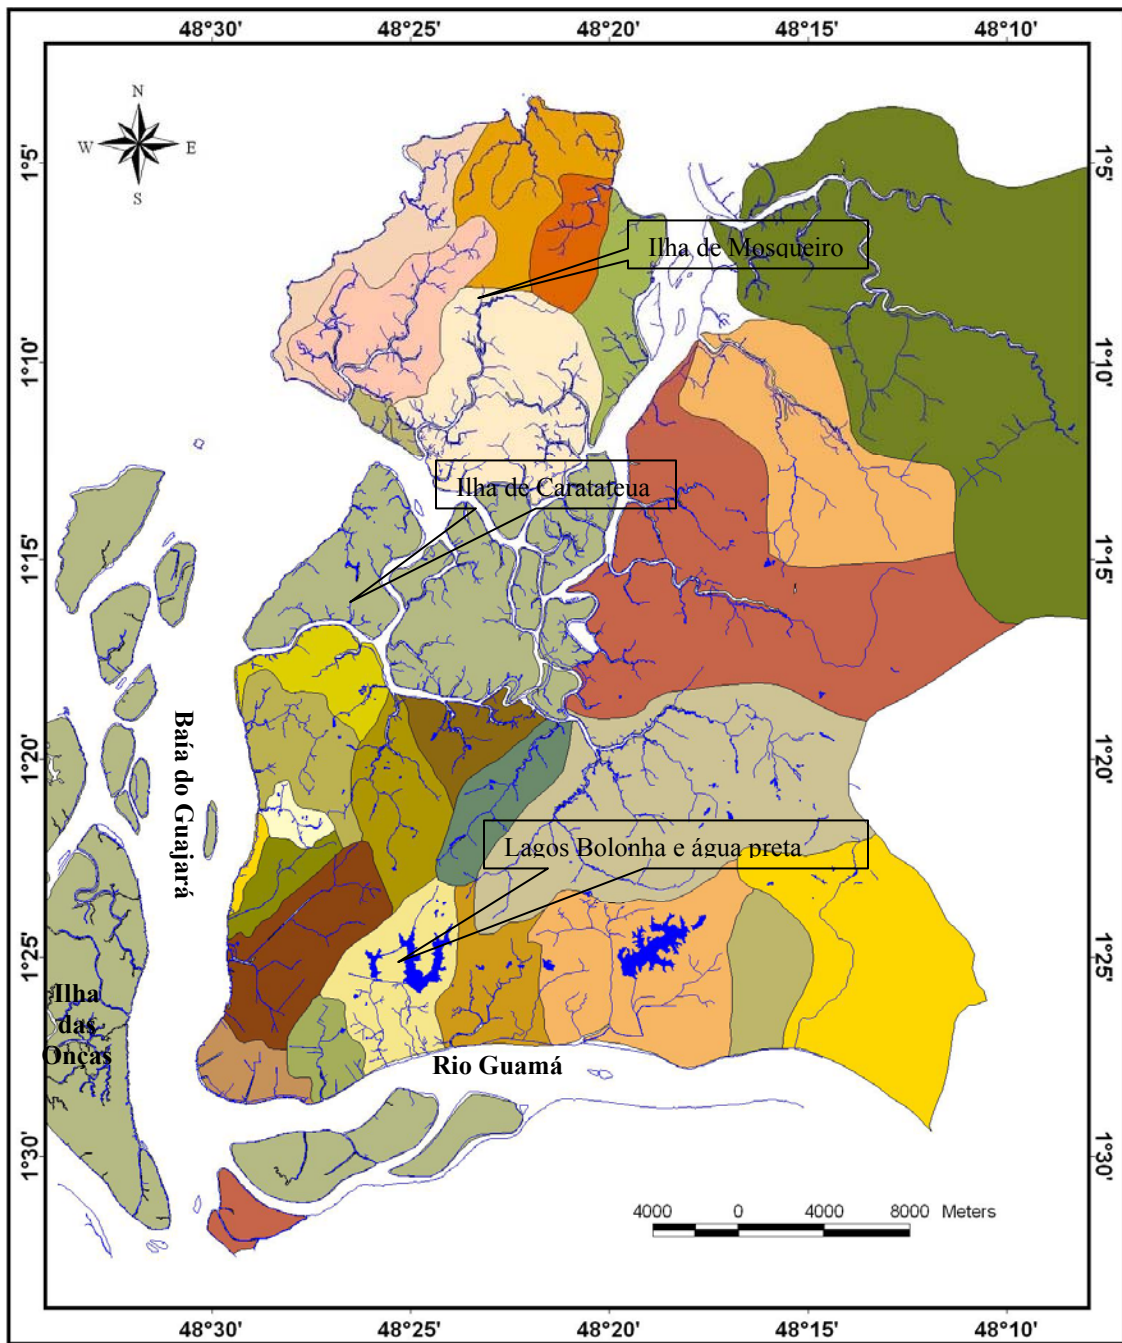 48°30' 48°25' 48°20' 48°15' 48°10'
N
W E
S
1°5' 1°5'
Ilha de Mosqueiro
1°10' 1°10'
Ilha de Caratateua
1°15' 1°15'
Baía do Guajará
1°20' 1°20'
Lagos Bolonha e água preta
1°25' 1°25'
Ilha
das
Onças
Rio Guamá
1°30' 1°30'
4000 0 4000 8000 Meters
48°30' 48°25' 48°20' 48°15' 48°10'